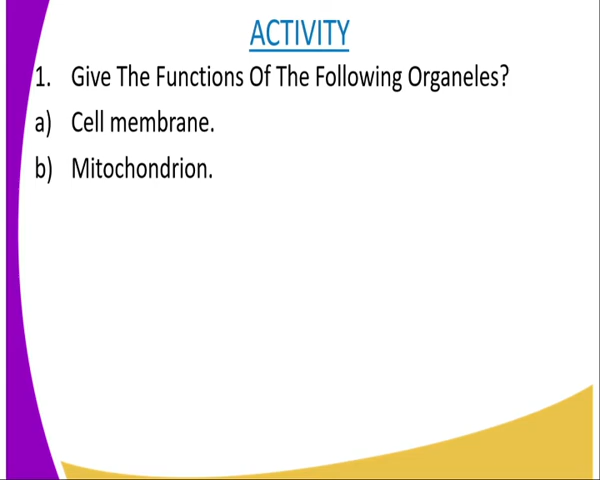 ACTIVITY
1. Give The Functions Of The Following Organeles?
a) Cell membrane.
b) Mitochondrion.